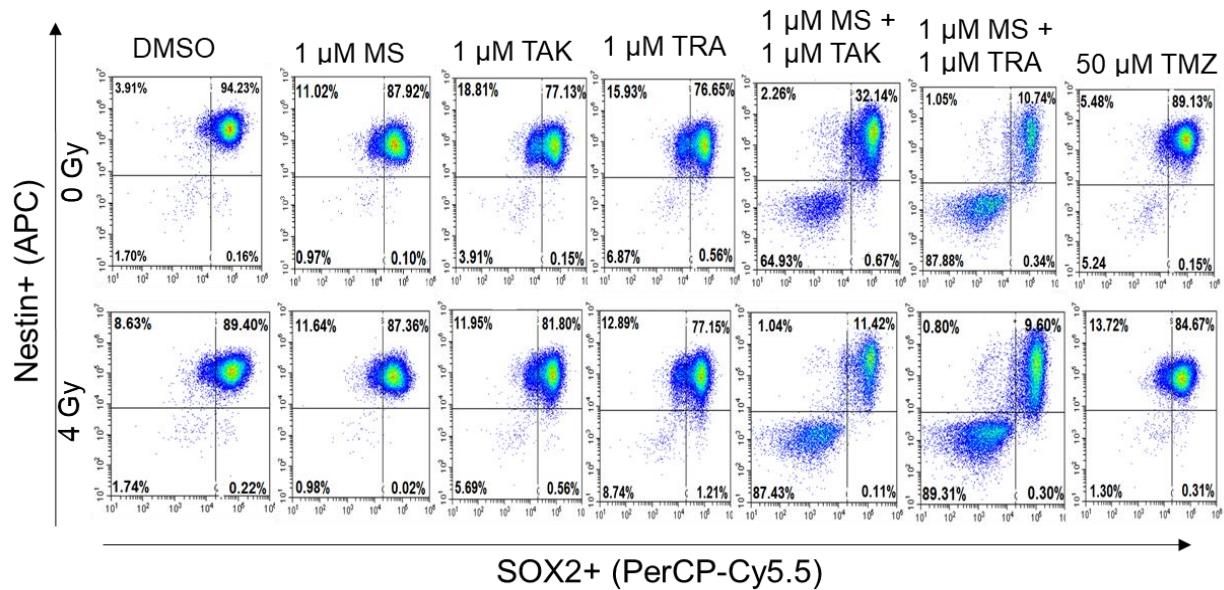 DMSO
1 µM MS
1 µM TAK
1 µM TRA
1 µM MS +
1 µM TAK
1 µM MS +
1 µM TRA
50 µM TMZ
Nestin+ (APC)
0 Gy
3.91% 94.23%
1.70% 0.16%
11.02% 87.92%
0.97% 0.10%
18.81% 77.13%
3.91% 0.15%
15.93% 76.65%
6.87% 0.56%
2.26% 32.14%
64.93% 0.67%
1.05% 10.74%
87.88% 0.34%
5.48% 89.13%
5.24 0.15%
4 Gy
8.63% 89.40%
1.74% 0.22%
11.64% 87.36%
0.98% 0.02%
11.95% 81.80%
5.69% 0.56%
12.89% 77.15%
8.74% 1.21%
1.04% 11.42%
87.43% 0.11%
0.80% 9.60%
89.31% 0.30%
13.72% 84.67%
1.30% 0.31%
SOX2+ (PerCP-Cy5.5)